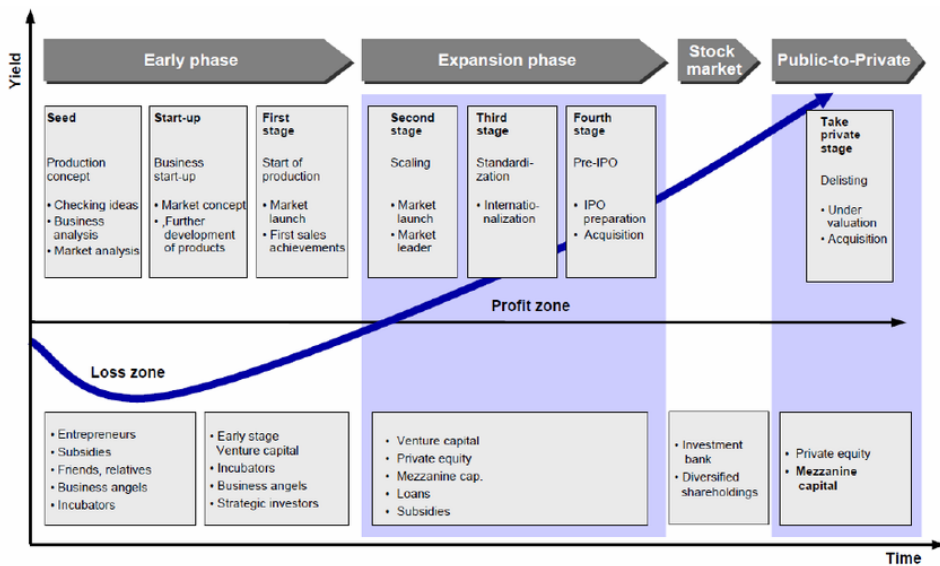 Yield
Early phase
Expansion phase
Stock
market
Public-to-Private
Seed
Production
concept
• Checking ideas
• Business
analysis
• Market analysis
Start-up
Business
start-up
• Market concept
• ,Further
development
of products
First
stage
Start of
production
• Market
launch
• First sales
achievements
Second
stage
Scaling
• Market
launch
• Market
leader
Third
stage
Standardi-
zation
• Internatio-
nalization
Fourth
stage
Pre-IPO
• IPO
preparation
• Acquisition
Take
private
stage
Delisting
• Under
valuation
• Acquisition
Profit zone
Loss zone
• Entrepreneurs
• Subsidies
• Friends, relatives
• Business angels
• Incubators
• Early stage
Venture capital
• Incubators
• Business angels
• Strategic investors
• Venture capital
• Private equity
• Mezzanine cap.
• Loans
• Subsidies
• Investment
bank
• Diversified
shareholdings
• Private equity
• Mezzanine
capital
Time